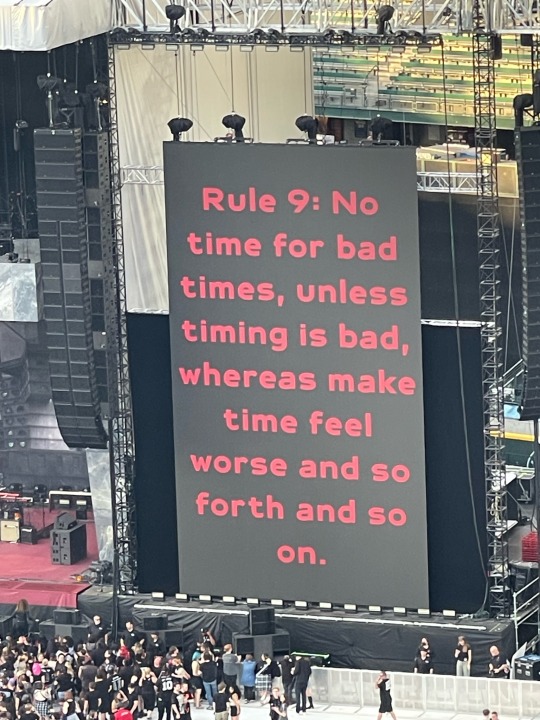 Rule 9: No
time for bad
times, unless
timing is bad,
whereas make
time feel
worse and so
forth and so
on.